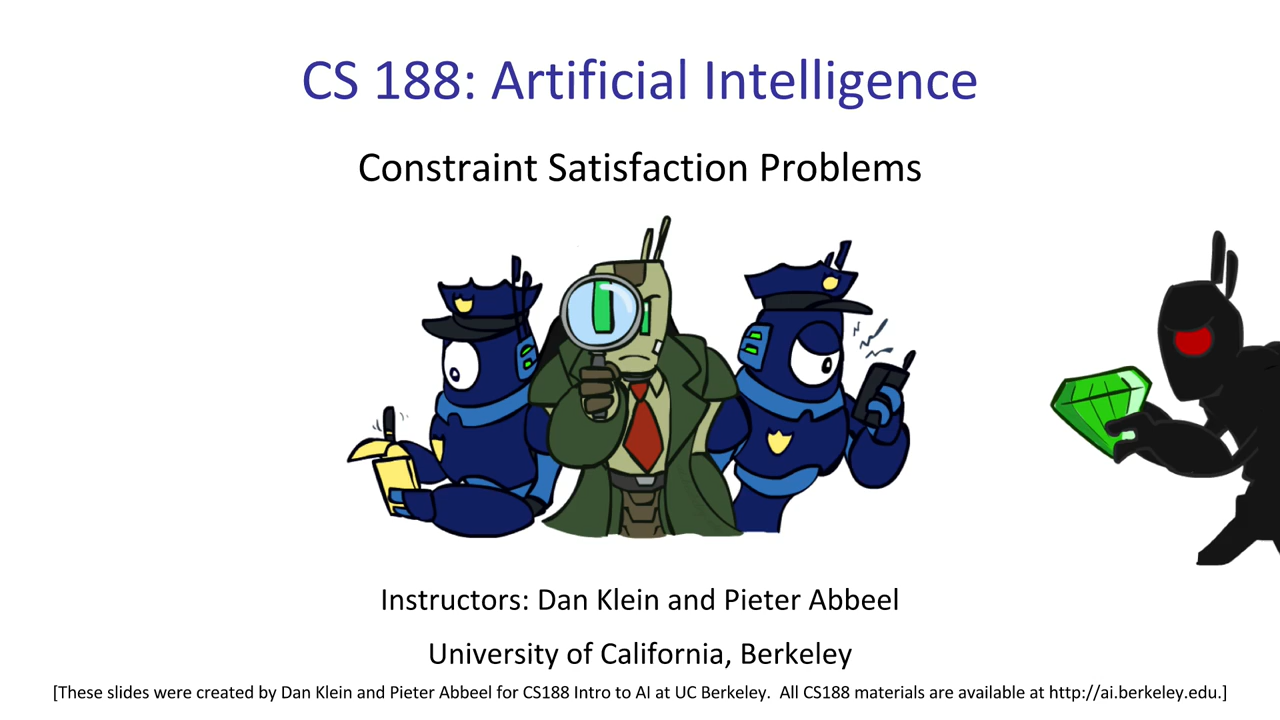 CS 188: Artificial Intelligence
Constraint Satisfaction Problems
Instructors: Dan Klein and Pieter Abbeel
University of California, Berkeley
[These slides were created by Dan Klein and Pieter Abbeel for CS188 Intro to AI at UC Berkeley.  All CS188 materials are available at http://ai.berkeley.edu.]